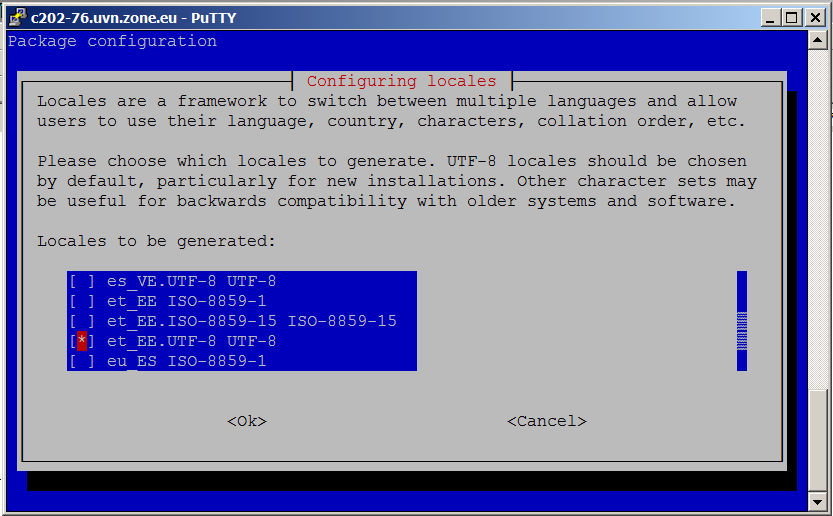 c202-76.uvn.zone.eu - PuTTY
Package configuration
Configuring locales
Locales are a framework to switch between multiple languages and allow
users to use their language, country, characters, collation order, etc.
Please choose which locales to generate. UTF-8 locales should be chosen
by default, particularly for new installations. Other character sets may
be useful for backwards compatibility with older systems and software.
Locales to be generated:
[ ] es_VE.UTF-8 UTF-8
[ ] et_EE ISO-8859-1
[ ] et_EE.ISO-8859-15 ISO-8859-15
[*] et_EE.UTF-8 UTF-8
[ ] eu_ES ISO-8859-1
<Ok> <Cancel>